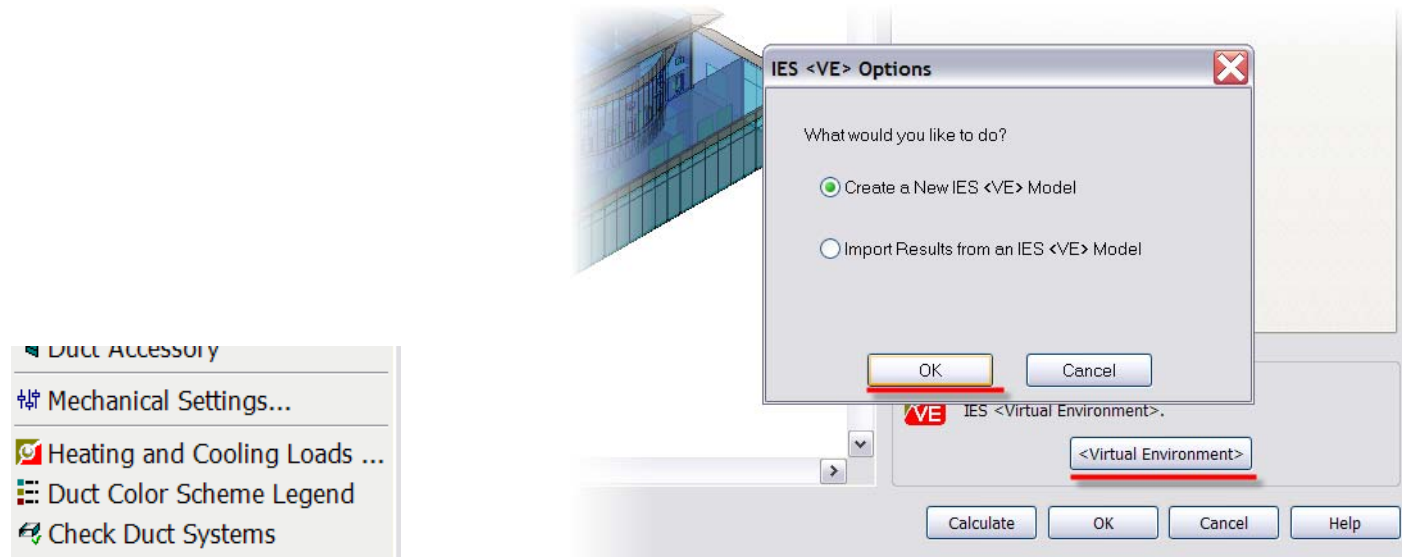 Duct Accessory
Mechanical Settings...
Heating and Cooling Loads ...
Duct Color Scheme Legend
Check Duct Systems
IES <VE> Options
What would you like to do?
Create a New IES <VE> Model
Import Results from an IES <VE> Model
OK
Cancel
VE
IES <Virtual Environment>.
<Virtual Environment>
Calculate
OK
Cancel
Help